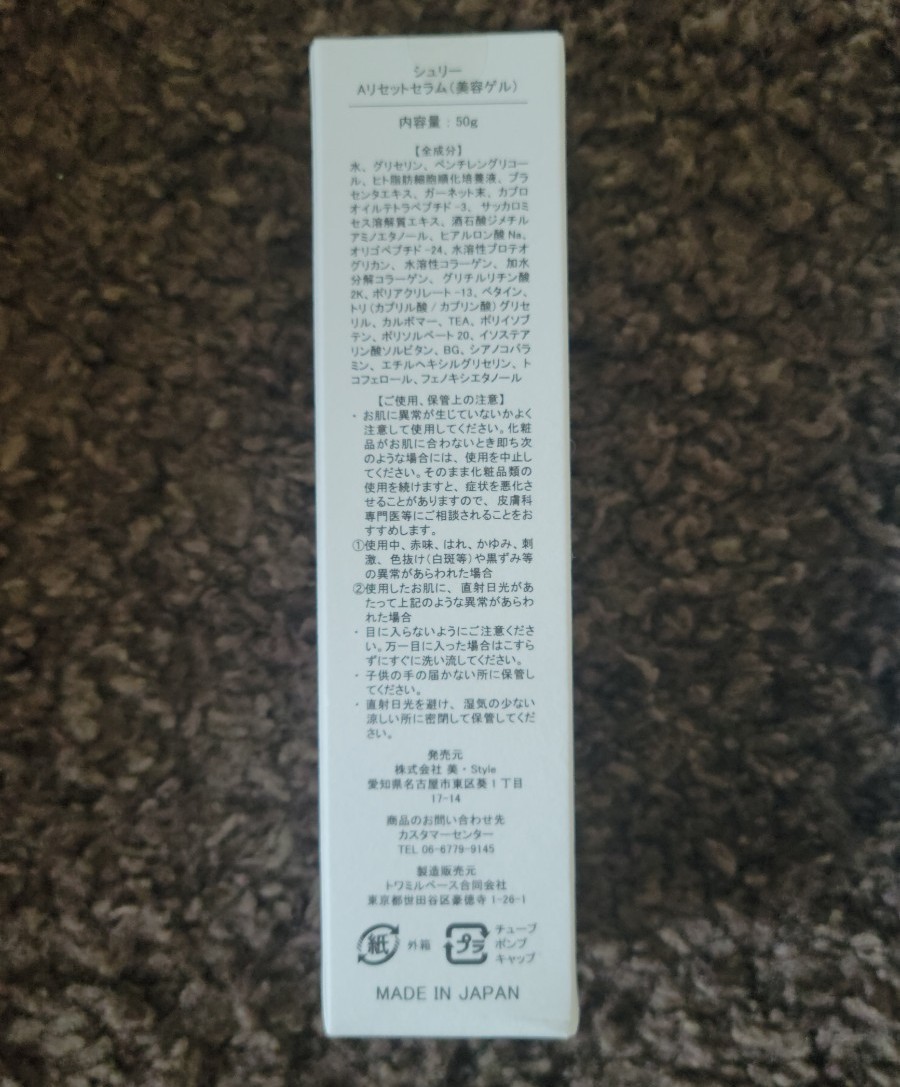 シュリー
Aリセットセラム（美容ゲル）
内容量：50g
【全成分】
水、グリセリン、ペンチレングリコー
ル、ヒト脂肪細胞順化培養液、プラ
センタエキス、ガーネット末、カプロ
オイルテトラペプチド-3、サッカロミ
セス溶解質エキス、酒石酸ジメチル
アミノエタノール、ヒアルロン酸Na、
オリゴペプチド-24、水溶性プロテオ
グリカン、水溶性コラーゲン、加水
分解コラーゲン、グリチルリチン酸
2K、ポリアクリレート-13、ベタイン、
トリ(カプリル酸/カプリン酸)グリセ
リル、カルボマー、TEA、ポリイソブ
テン、ポリソルベート20、イソステア
リン酸ソルビタン、BG、シアノコバラ
ミン、エチルヘキシルグリセリン、ト
コフェロール、フェノキシエタノール
【ご使用、保管上の注意】
・お肌に異常が生じていないかよく
注意して使用してください。化粧
品がお肌に合わないとき即ち次
のような場合には、使用を中止し
てください。そのまま化粧品類の
使用を続けますと、症状を悪化さ
せることがありますので、皮膚科
専門医等にご相談されることをお
すすめします。
①使用中、赤味、はれ、かゆみ、刺
激、色抜け(白斑等)や黒ずみ等
の異常があらわれた場合
②使用したお肌に、直射日光があ
たって上記のような異常があらわ
れた場合
・目に入らないようにご注意くださ
い。万一目に入った場合はこすら
ずにすぐに洗い流してください。
・子供の手の届かない所に保管し
てください。
・直射日光を避け、湿気の少ない
涼しい所に密閉して保管してくだ
さい。
発売元
株式会社 美・Style
愛知県名古屋市東区葵1丁目
17-14
商品のお問い合わせ先
カスタマーセンター
TEL 06-6779-9145
製造販売元
トワミルベース合同会社
東京都世田谷区豪徳寺 1-26-1
紙 外箱 プラ チューブ
ポンプ
キャップ
MADE IN JAPAN